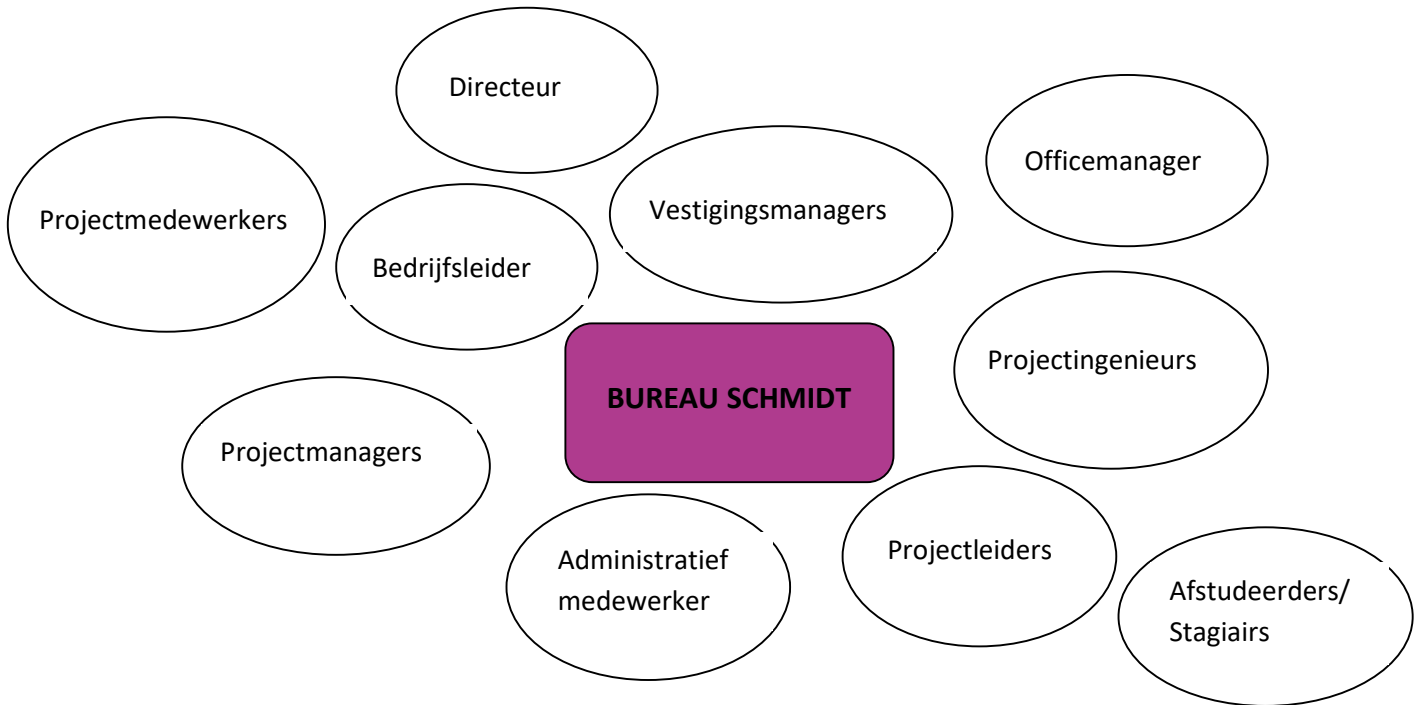 Directeur
Officemanager
Projectmedewerkers
Vestigingsmanagers
Bedrijfsleider
Projectingenieurs
BUREAU SCHMIDT
Projectmanagers
Projectleiders
Administratief
medewerker
Afstudeerders/
Stagiairs